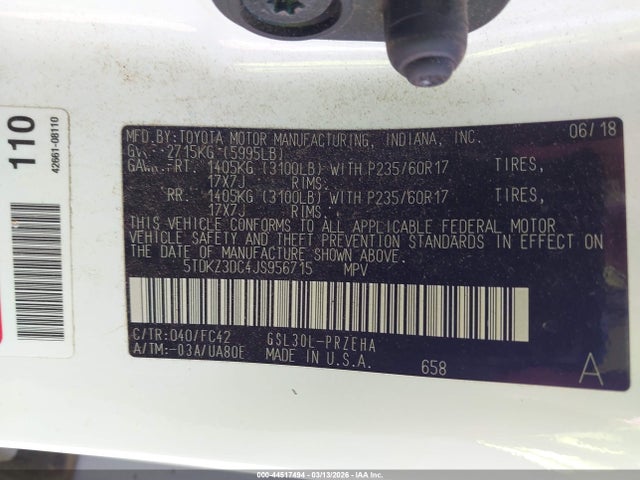 110
42661-08110
MFD. BY:TOYOTA MOTOR MANUFACTURING, INDIANA, INC. 06/18
2715KG (5995LB)
RT. 1405KG (3100LB) WITH P235/60R17 TIRES,
17X7J RIMS.
RR. 1405KG (3100LB) WITH P235/60R17 TIRES,
17X7J RIMS.
THIS VEHICLE CONFORMS TO ALL APPLICABLE FEDERAL MOTOR
VEHICLE SAFETY AND THEFT PREVENTION STANDARDS IN EFFECT ON
THE DATE OF MANUFACTURE SHOWN ABOVE.
5TDKZ3DC4JS956715 MPV
C/TR:040/FC42 GSL30L-PRZEHA
A/TM:-03A/UA80E MADE IN U.S.A.
658 A
000-44517494 - 03/13/2026 - IAA Inc.